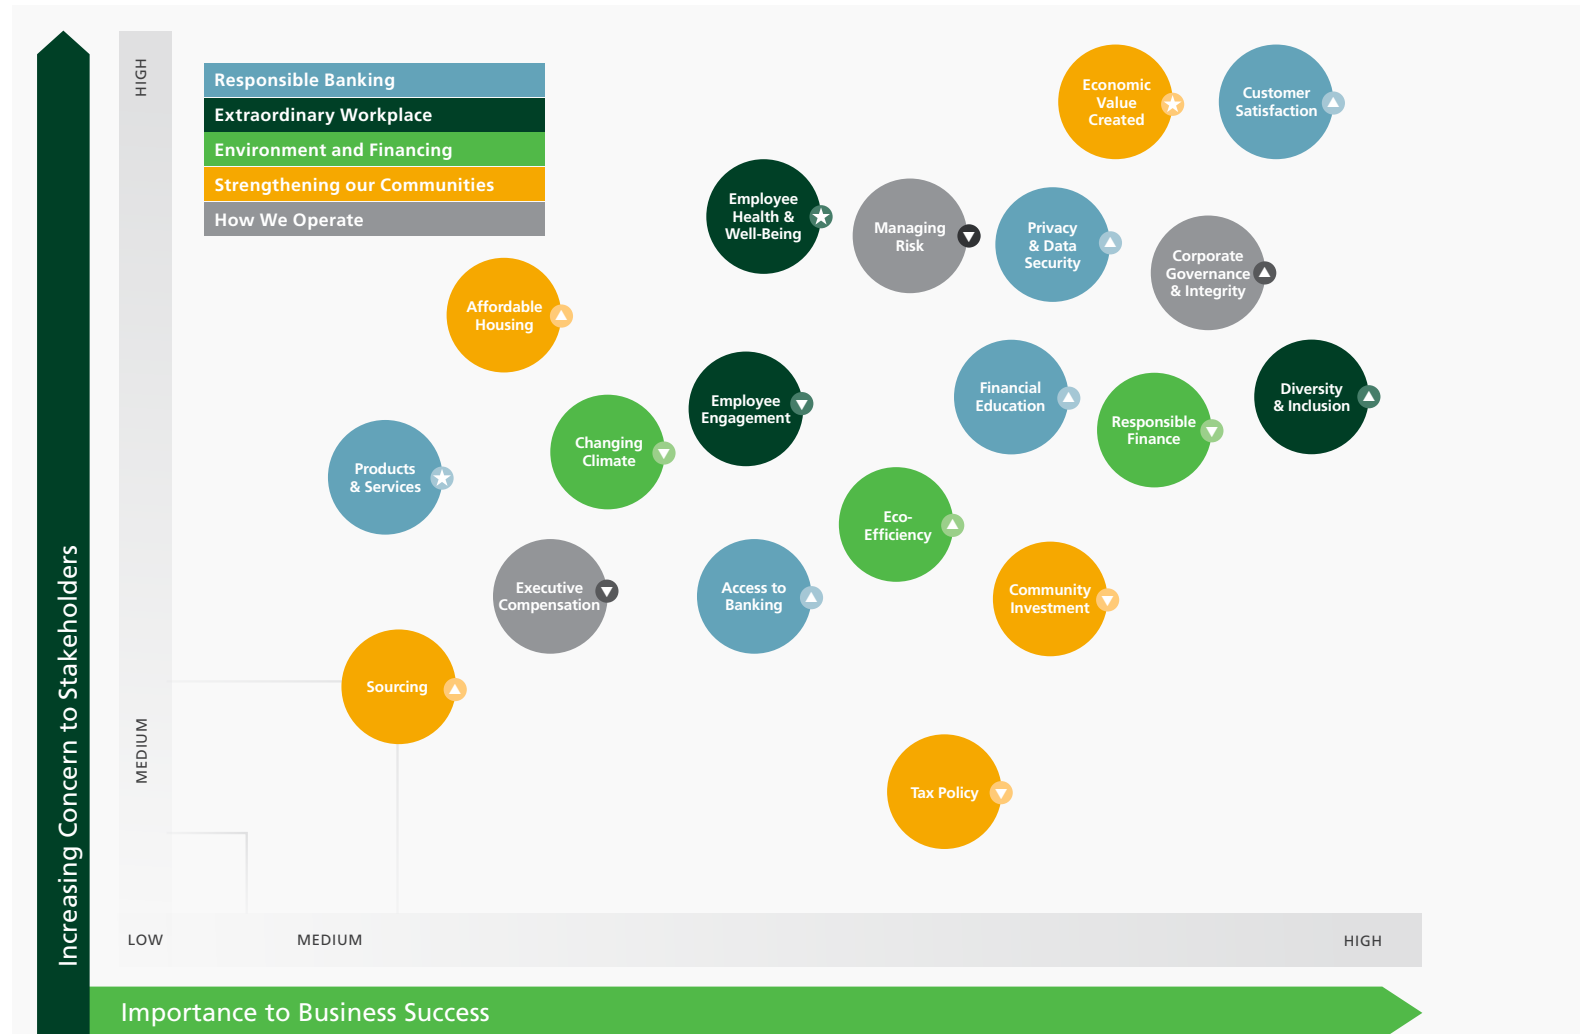 HIGH
Responsible Banking
Extraordinary Workplace
Environment and Financing
Strengthening our Communities
How We Operate
Economic
Value
Created
Customer
Satisfaction
Employee
Health &
Well-Being
Managing
Risk
Privacy
& Data
Security
Corporate
Governance
& Integrity
Affordable
Housing
Employee
Engagement
Financial
Education
Responsible
Finance
Diversity
& Inclusion
Changing
Climate
Products
& Services
Eco-
Efficiency
Executive
Compensation
Access to
Banking
Community
Investment
Sourcing
Tax Policy
MEDIUM
Increasing Concern to Stakeholders
LOW
MEDIUM
HIGH
Importance to Business Success